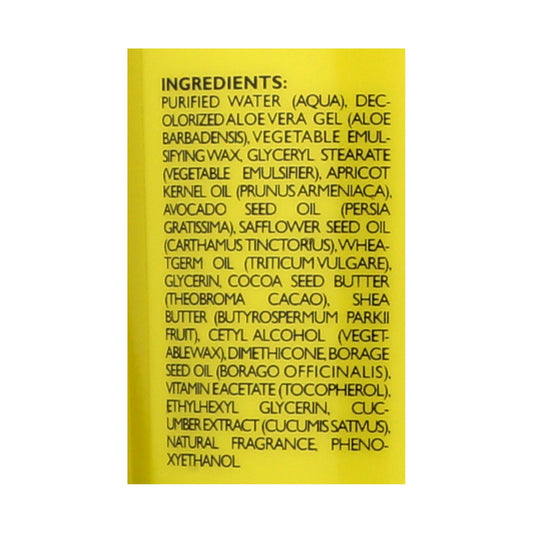 INGREDIENTS:
PURIFIED WATER (AQUA), DEC-
OLORIZED ALOE VERA GEL (ALOE
BARBADENSIS), VEGETABLE EMUL-
SIFYING WAX, GLYCERYL STEARATE
(VEGETABLE EMULSIFIER), APRICOT
KERNEL OIL (PRUNUS ARMENIACA),
AVOCADO SEED OIL (PERSIA
GRATISSIMA), SAFFLOWER SEED OIL
(CARTHAMUS TINCTORIUS), WHEA-
TGERM OIL (TRITICUM VULGARE),
GLYCERIN, COCOA SEED BUTTER
(THEOBROMA CACAO), SHEA
BUTTER (BUTYROSPERMUM PARKII
FRUIT), CETYL ALCOHOL (VEGET-
ABLEWAX), DIMETHICONE, BORAGE
SEED OIL (BORAGO OFFICINALIS),
VITAMIN E ACETATE (TOCOPHEROL),
ETHYLHEXYL GLYCERIN, CUC-
UMBER EXTRACT (CUCUMIS SATIVUS),
NATURAL FRAGRANCE, PHENO-
XYETHANOL.